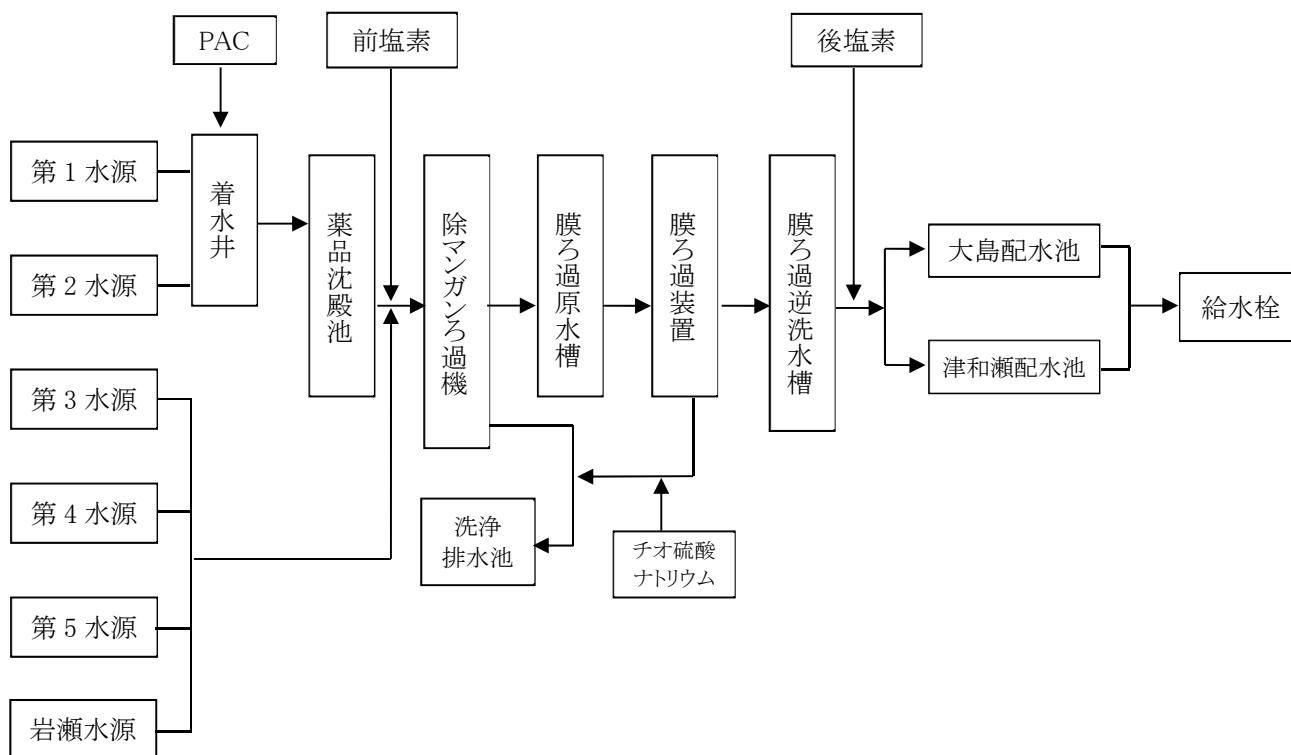 PAC
前塩素
後塩素
第1水源
第2水源
第3水源
第4水源
第5水源
岩瀬水源
着水井
薬品沈殿池
除マンガンろ過機
膜ろ過原水槽
膜ろ過装置
膜ろ過逆洗水槽
大島配水池
津和瀬配水池
給水栓
洗浄
排水池
チオ硫酸
ナトリウム